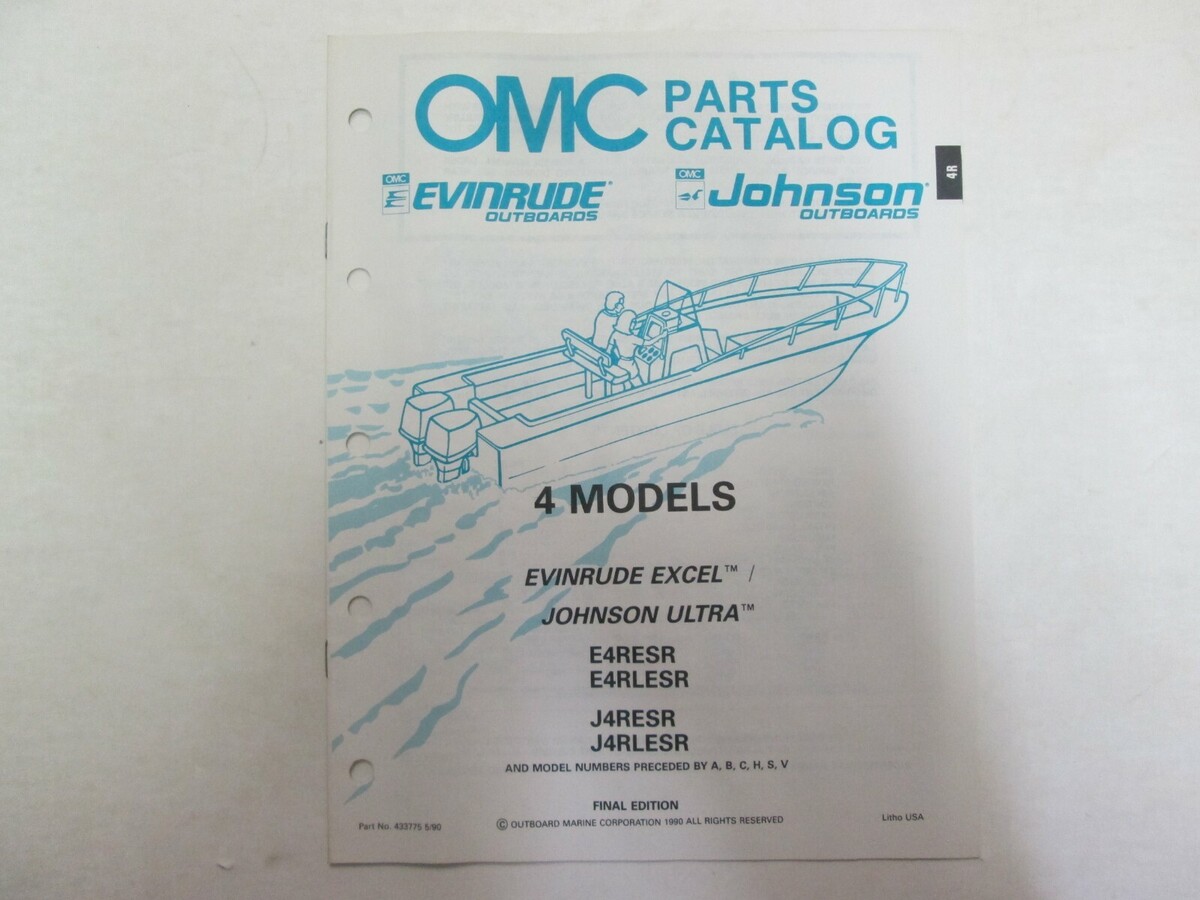 OMC PARTS
CATALOG
4R
OMC
EVINRUDE®
OUTBOARDS
OMC
Johnson®
OUTBOARDS
4 MODELS
EVINRUDE EXCEL™ /
JOHNSON ULTRA™
E4RESR
E4RLESR
J4RESR
J4RLESR
AND MODEL NUMBERS PRECEDED BY A, B, C, H, S, V
FINAL EDITION
Part No. 433775 5/90
© OUTBOARD MARINE CORPORATION 1990 ALL RIGHTS RESERVED
Litho USA